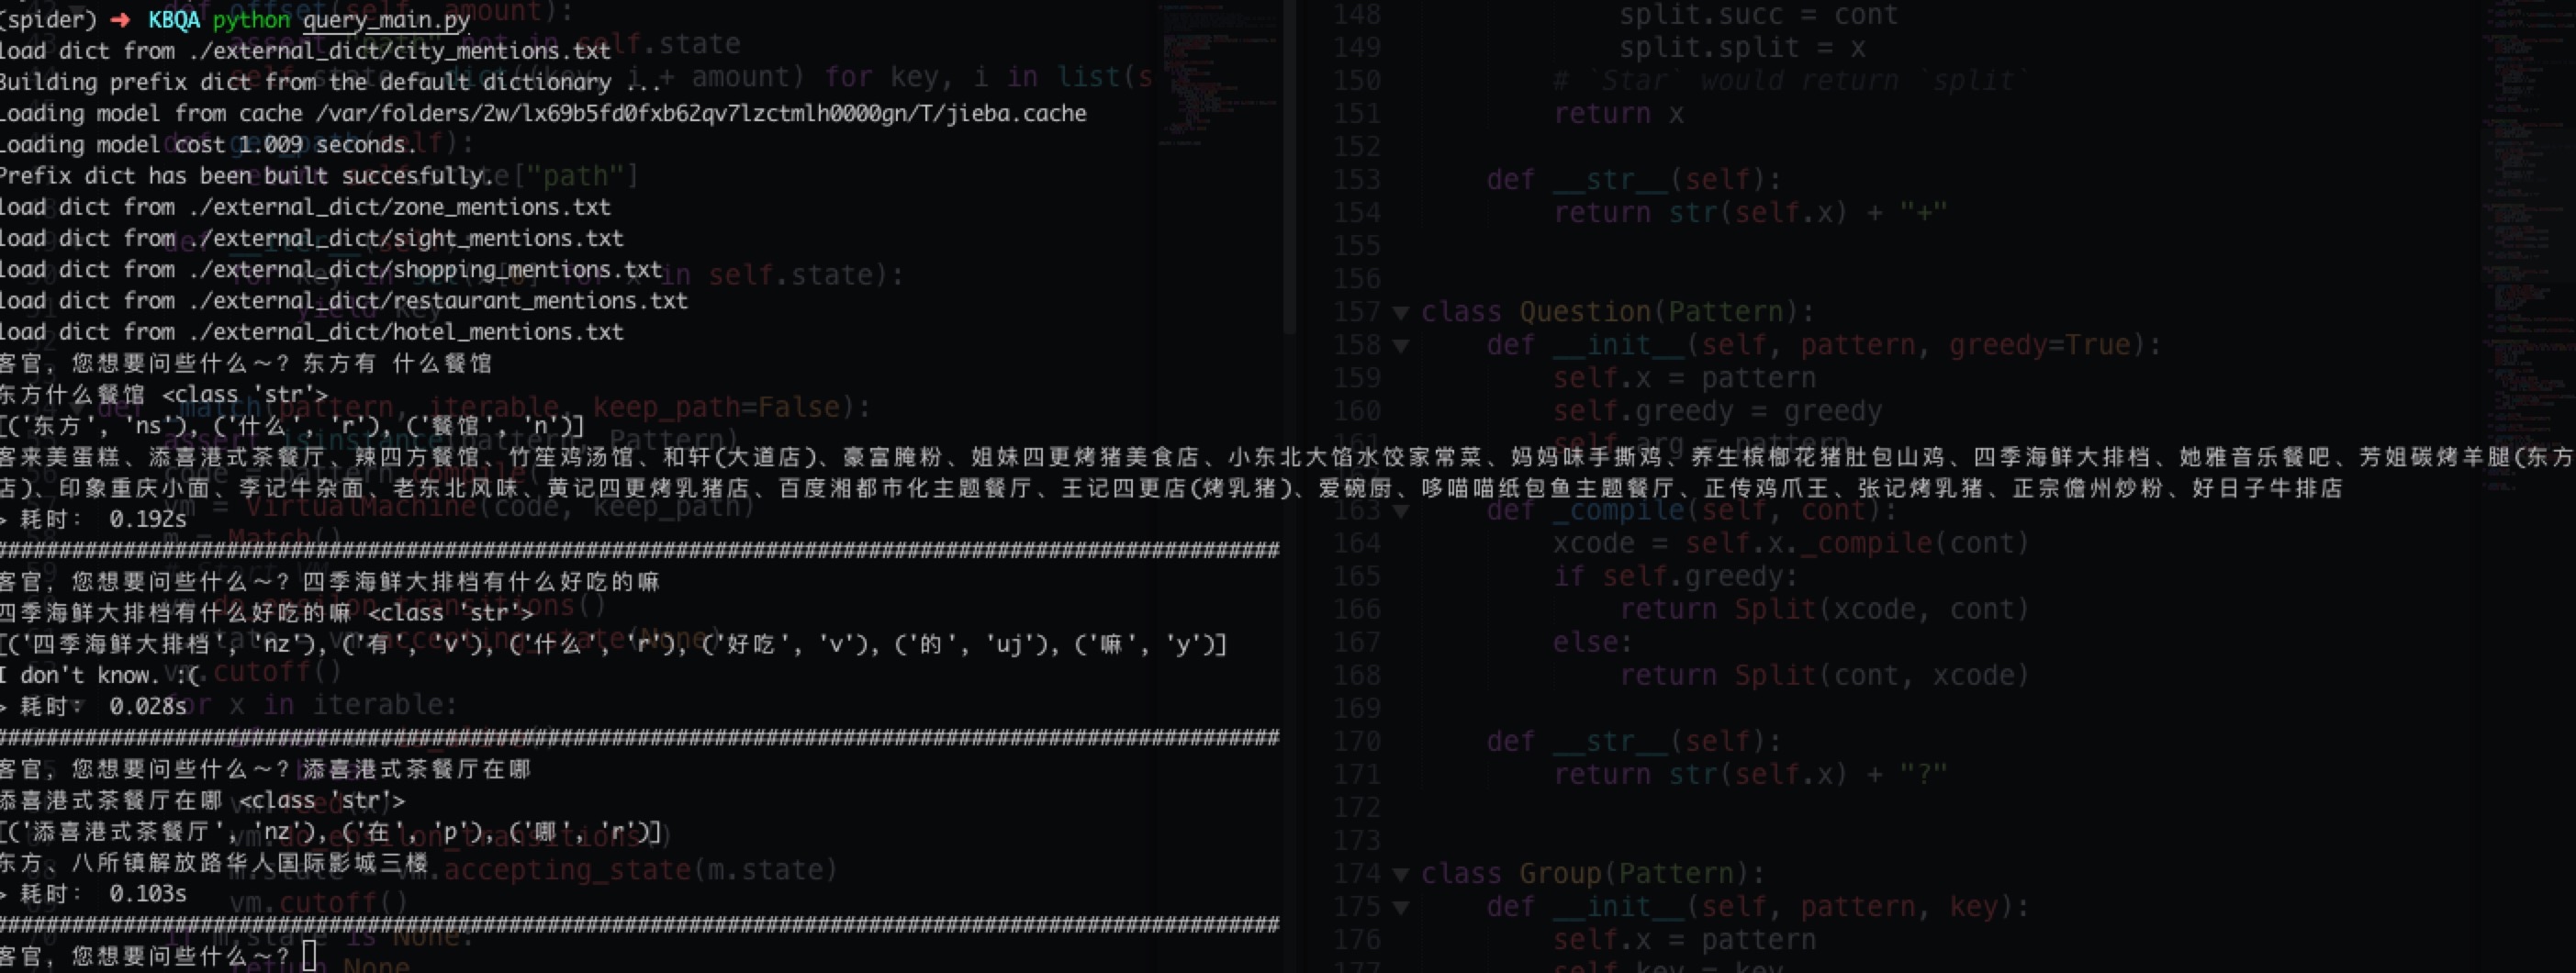 (spider) ➜ KBQA python query_main.py
load dict from ./external_dict/city_mentions.txt
Building prefix dict from the default dictionary ...
Loading model from cache /var/folders/2w/lx69b5fd0fxb62qv7lzctmlh0000gn/T/jieba.cache
Loading model cost 1.009 seconds.
Prefix dict has been built succesfully.
load dict from ./external_dict/zone_mentions.txt
load dict from ./external_dict/sight_mentions.txt
load dict from ./external_dict/shopping_mentions.txt
load dict from ./external_dict/restaurant_mentions.txt
load dict from ./external_dict/hotel_mentions.txt
客官, 您想要问些什么~? 东方有 什么餐馆
东方什么餐馆 <class 'str'>
[('东方', 'ns'), ('什么', 'r'), ('餐馆', 'n')]
客来美蛋糕、添喜港式茶餐厅、辣四方餐馆、竹笙鸡汤馆、和轩(大道店)、豪富腌粉、姐妹四更烤猪美食店、小东北大馅水饺家常菜、妈妈味手撕鸡、养生槟榔花猪肚包山鸡、四季海鲜大排档、她雅音乐餐吧、芳姐碳烤羊腿(东方
店)、印象重庆小面、李记牛杂面、老东北风味、黄记四更烤乳猪店、百度湘都市化主题餐厅、王记四更店(烤乳猪)、爱碗厨、哆喵喵纸包鱼主题餐厅、正传鸡爪王、张记烤乳猪、正宗儋州炒粉、好日子牛排店
> 耗时: 0.192s
################################################################################################
客官, 您想要问些什么~? 四季海鲜大排档有什么好吃的嘛
四季海鲜大排档有什么好吃的嘛 <class 'str'>
[('四季海鲜大排档', 'nz'), ('有', 'v'), ('什么', 'r'), ('好吃', 'v'), ('的', 'uj'), ('嘛', 'y')]
I don't know. :(
> 耗时: 0.028s
################################################################################################
客官, 您想要问些什么~? 添喜港式茶餐厅在哪
添喜港式茶餐厅在哪 <class 'str'>
[('添喜港式茶餐厅', 'nz'), ('在', 'p'), ('哪', 'r')]
东方、八所镇解放路华人国际影城三楼
> 耗时: 0.103s
################################################################################################
客官, 您想要问些什么~?
148 split.succ = cont
149 split.split = x
150 # `Star` would return `split`
151 return x
152
153 def __str__(self):
154 return str(self.x) + "+"
155
156
157 class Question(Pattern):
158 def __init__(self, pattern, greedy=True):
159 self.x = pattern
160 self.greedy = greedy
161 self.arg = pattern
163 def _compile(self, cont):
164 xcode = self.x._compile(cont)
165 if self.greedy:
166 return Split(xcode, cont)
167 else:
168 return Split(cont, xcode)
169
170 def __str__(self):
171 return str(self.x) + "?"
172
173
174 class Group(Pattern):
175 def __init__(self, pattern, key):
176 self.x = pattern
177 self.key = key